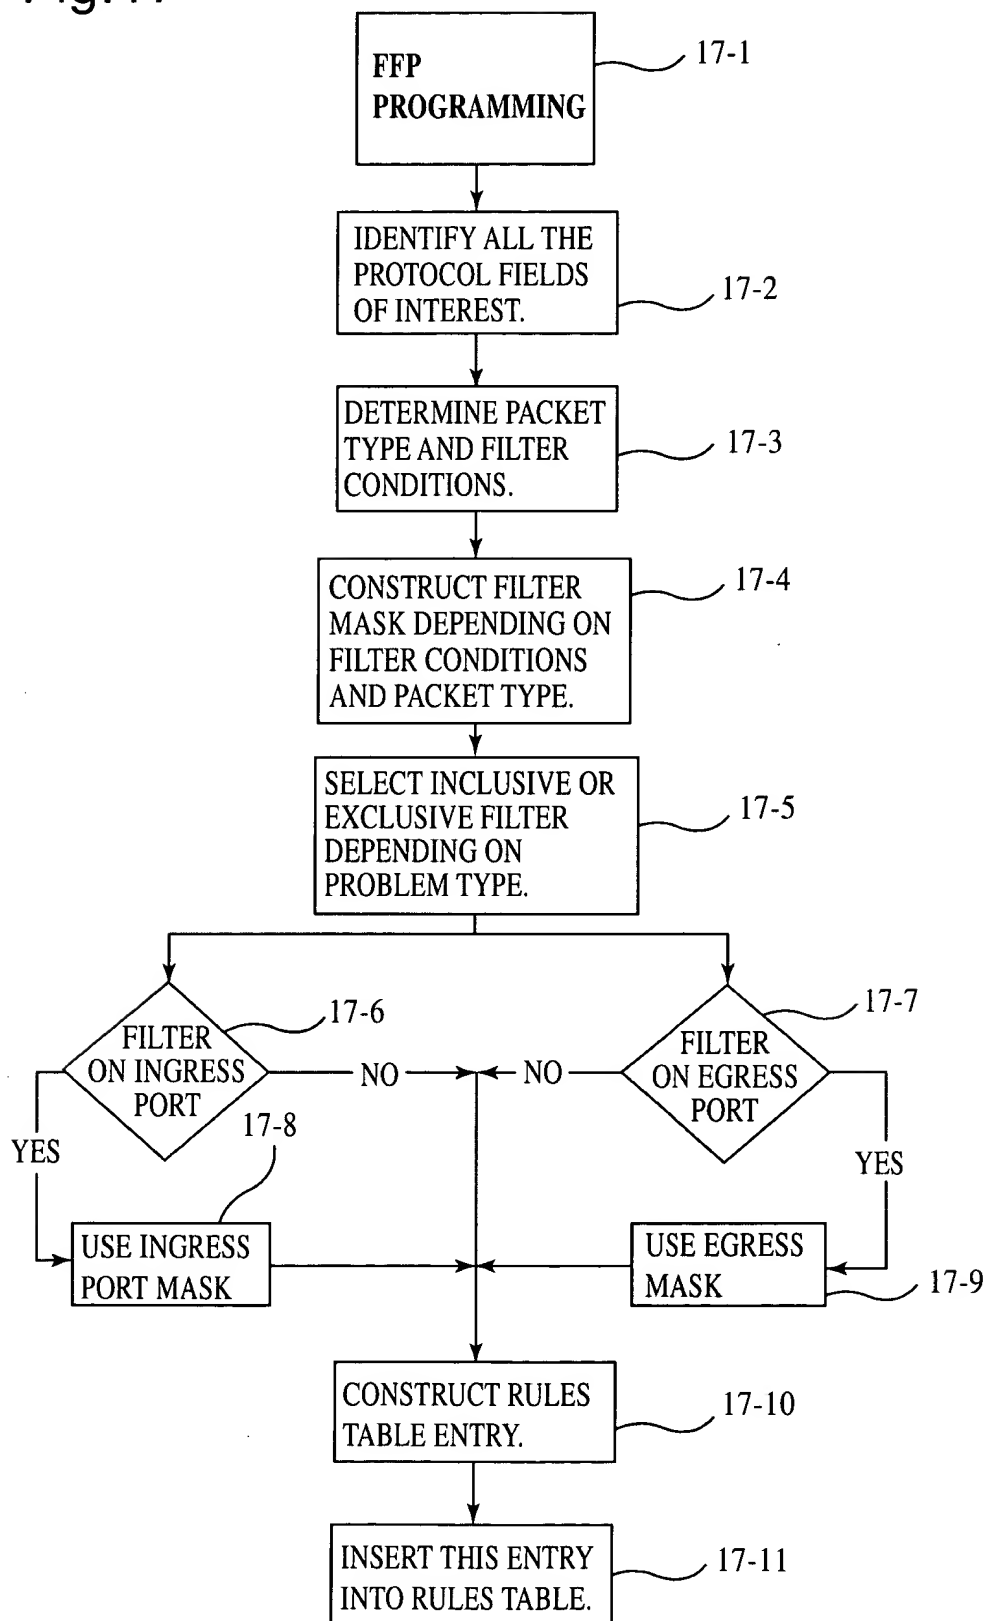 FFP
PROGRAMMING
17-1
IDENTIFY ALL THE
PROTOCOL FIELDS
OF INTEREST.
17-2
DETERMINE PACKET
TYPE AND FILTER
CONDITIONS.
17-3
CONSTRUCT FILTER
MASK DEPENDING ON
FILTER CONDITIONS
AND PACKET TYPE.
17-4
SELECT INCLUSIVE OR
EXCLUSIVE FILTER
DEPENDING ON
PROBLEM TYPE.
17-5
FILTER
ON INGRESS
PORT
17-6
NO
NO
FILTER
ON EGRESS
PORT
17-7
YES
17-8
YES
USE INGRESS
PORT MASK
USE EGRESS
MASK
17-9
CONSTRUCT RULES
TABLE ENTRY.
17-10
INSERT THIS ENTRY
INTO RULES TABLE.
17-11